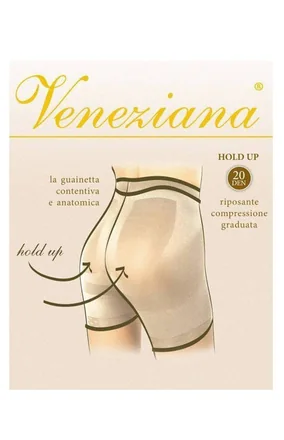 Veneziana®
HOLD UP
20
DEN
riposante
compressione
graduata
la guainetta
contentiva
e anatomica
hold up